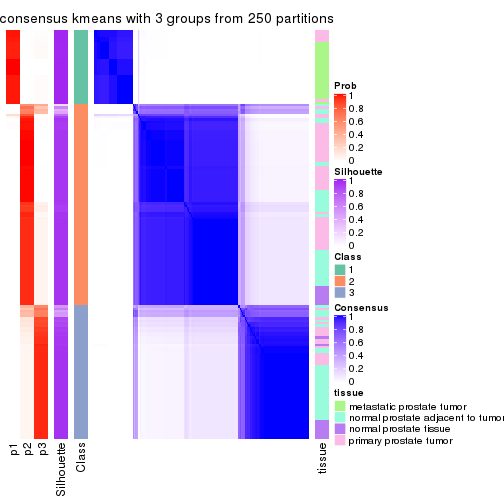 consensus kmeans with 3 groups from 250 partitions
Prob
1
0.8
0.6
0.4
0.2
0
Silhouette
1
0.8
0.6
0.4
0.2
0
Class
1
2
3
Consensus
1
0.8
0.6
0.4
0.2
0
tissue
metastatic prostate tumor
normal prostate adjacent to tumor
normal prostate tissue
primary prostate tumor
p1
p2
p3
Silhouette
Class
tissue